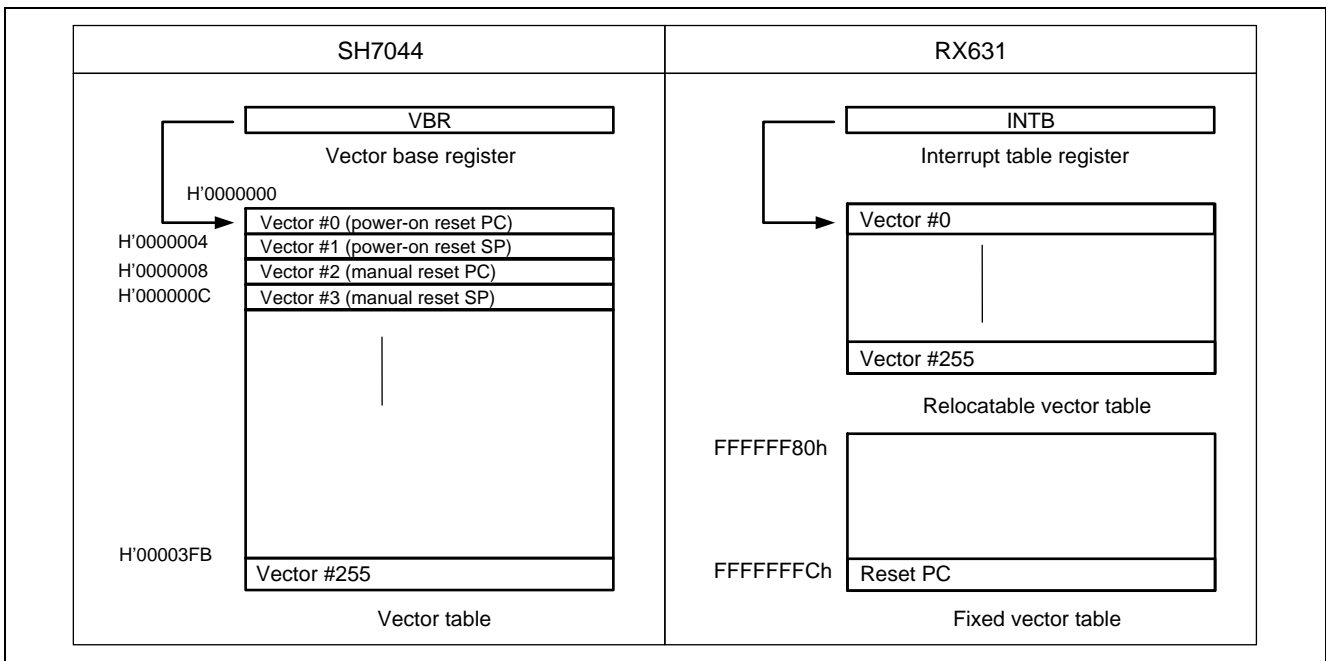 SH7044
RX631
VBR
Vector base register
H'0000000
Vector #0 (power-on reset PC)
H'0000004
Vector #1 (power-on reset SP)
H'0000008
Vector #2 (manual reset PC)
H'000000C
Vector #3 (manual reset SP)
H'00003FB
Vector #255
Vector table
INTB
Interrupt table register
Vector #0
Vector #255
Relocatable vector table
FFFFFF80h
FFFFFFFCh
Reset PC
Fixed vector table